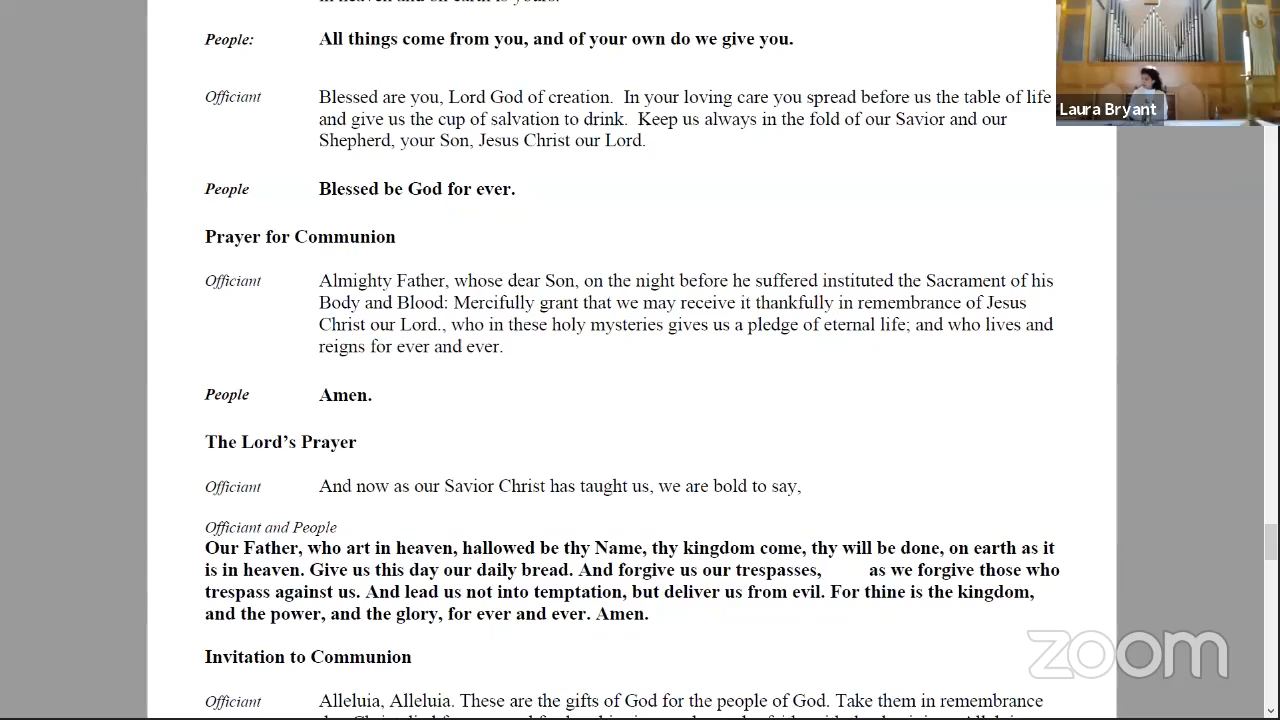 in heaven and on earth is yours.
People: All things come from you, and of your own do we give you.
Officiant Blessed are you, Lord God of creation. In your loving care you spread before us the table of life
and give us the cup of salvation to drink. Keep us always in the fold of our Savior and our
Shepherd, your Son, Jesus Christ our Lord.
Laura Bryant
People Blessed be God for ever.
Prayer for Communion
Officiant Almighty Father, whose dear Son, on the night before he suffered instituted the Sacrament of his
Body and Blood: Mercifully grant that we may receive it thankfully in remembrance of Jesus
Christ our Lord., who in these holy mysteries gives us a pledge of eternal life; and who lives and
reigns for ever and ever.
People Amen.
The Lord’s Prayer
Officiant And now as our Savior Christ has taught us, we are bold to say,
Officiant and People
Our Father, who art in heaven, hallowed be thy Name, thy kingdom come, thy will be done, on earth as it
is in heaven. Give us this day our daily bread. And forgive us our trespasses, as we forgive those who
trespass against us. And lead us not into temptation, but deliver us from evil. For thine is the kingdom,
and the power, and the glory, for ever and ever. Amen.
Invitation to Communion
Officiant Alleluia, Alleluia. These are the gifts of God for the people of God. Take them in remembrance
zoom